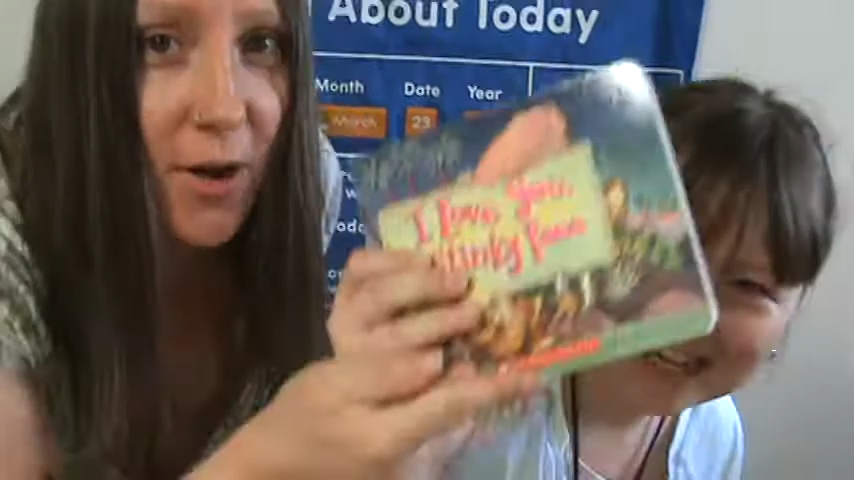 About Today
Month Date Year
March 23
I love you,
Stinky face